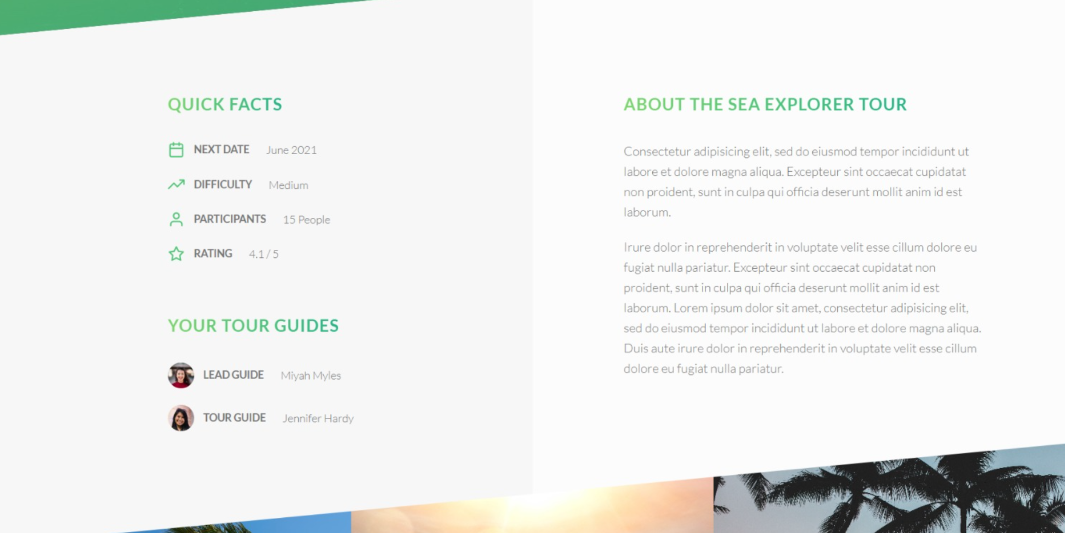 QUICK FACTS
NEXT DATE June 2021
DIFFICULTY Medium
PARTICIPANTS 15 People
RATING 4.1 / 5
YOUR TOUR GUIDES
LEAD GUIDE Miyah Myles
TOUR GUIDE Jennifer Hardy
ABOUT THE SEA EXPLORER TOUR
Consectetur adipisicing elit, sed do eiusmod tempor incididunt ut
labore et dolore magna aliqua. Excepteur sint occaecat cupidatat
non proident, sunt in culpa qui officia deserunt mollit anim id est
laborum.
Irure dolor in reprehenderit in voluptate velit esse cillum dolore eu
fugiat nulla pariatur. Excepteur sint occaecat cupidatat non
proident, sunt in culpa qui officia deserunt mollit anim id est
laborum. Lorem ipsum dolor sit amet, consectetur adipisicing elit,
sed do eiusmod tempor incididunt ut labore et dolore magna aliqua.
Duis aute irure dolor in reprehenderit in voluptate velit esse cillum
dolore eu fugiat nulla pariatur.